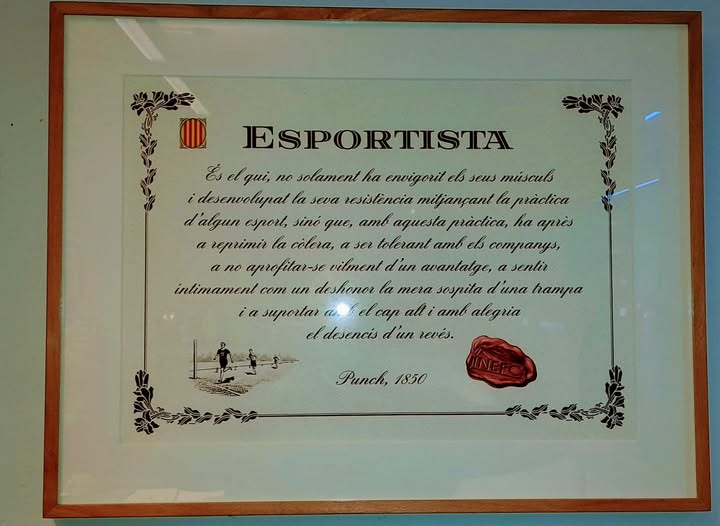 ESPORTISTA
És el qui, no solament ha envigorit els seus músculs
i desenvolupat la seva resistència mitjançant la pràctica
d'algun esport, sinó que, amb aquesta pràctica, ha après
a reprimir la còlera, a ser tolerant amb els companys,
a no aprofitar-se vilment d'un avantatge, a sentir
íntimament com un deshonor la mera sospita d'una trampa
i a suportar amb el cap alt i amb alegria
el desencís d'un revés.
Punch, 1850
INEFC